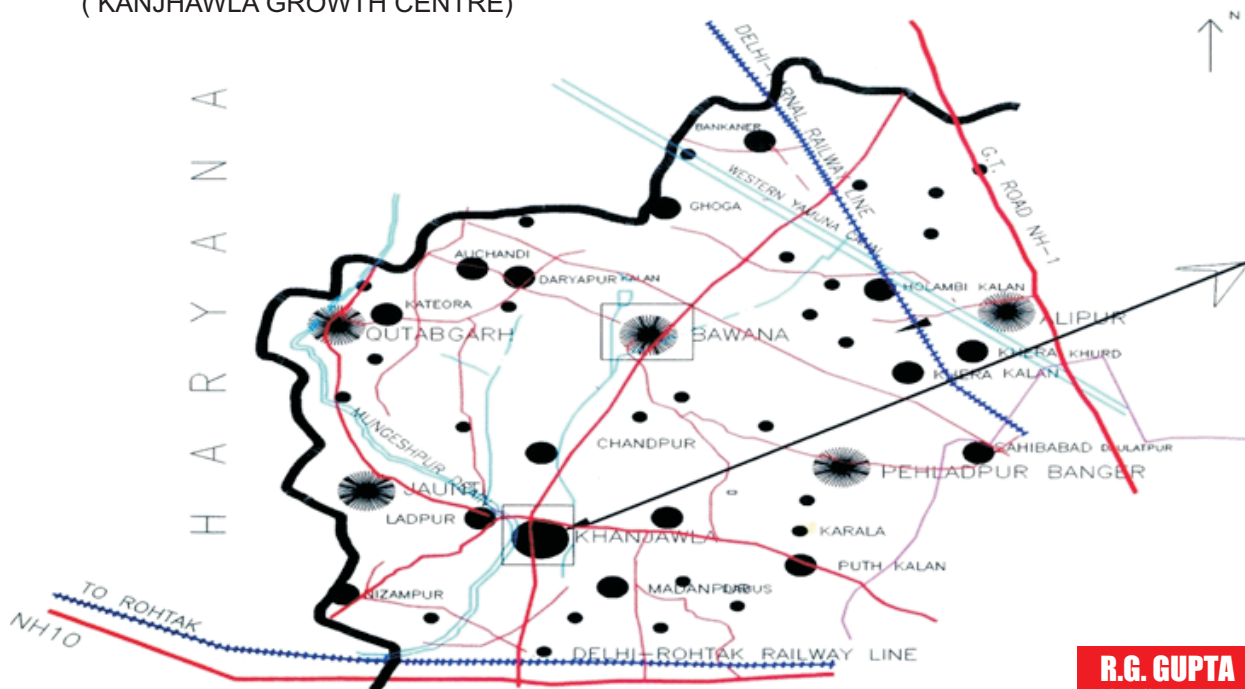 ( KANJHAWLA GROWTH CENTRE)
N
HARYANA
DELHI-KARNAL RAILWAY LINE
G.T. ROAD NH-1
BANKANER
WESTERN YAMUNA CANAL
GHOGA
AUCHANDI
DARYAPUR KALAN
KATEORA
QUTABGARH
BAWANA
HOLAMBI KALAN
ALIPUR
KHERA KHURD
KHERA KALAN
MUNGESHPUR DRAIN
CHANDPUR
SAHIBABAD DAULATPUR
PEHLADPUR BANGER
JAUNTI
LADPUR
KHANJAWLA
KARALA
PUTH KALAN
NIZAMPUR
MADANPUR DABUS
TO ROHTAK
NH10
DELHI-ROHTAK RAILWAY LINE
R.G. GUPTA